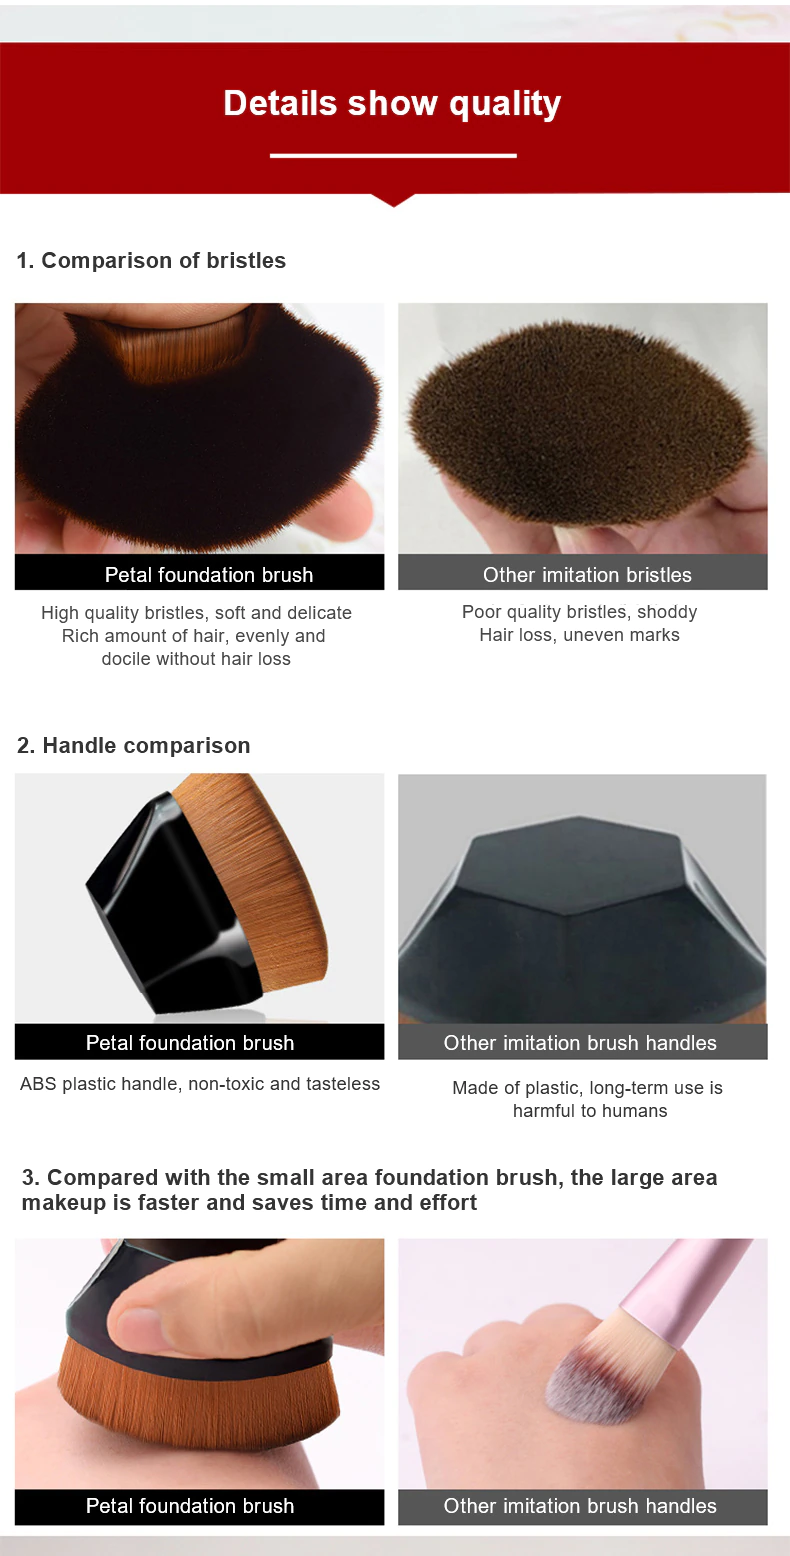 Details show quality
1. Comparison of bristles
Petal foundation brush
Other imitation bristles
High quality bristles, soft and delicate
Rich amount of hair, evenly and
docile without hair loss
Poor quality bristles, shoddy
Hair loss, uneven marks
2. Handle comparison
Petal foundation brush
Other imitation brush handles
ABS plastic handle, non-toxic and tasteless
Made of plastic, long-term use is
harmful to humans
3. Compared with the small area foundation brush, the large area
makeup is faster and saves time and effort
Petal foundation brush
Other imitation brush handles